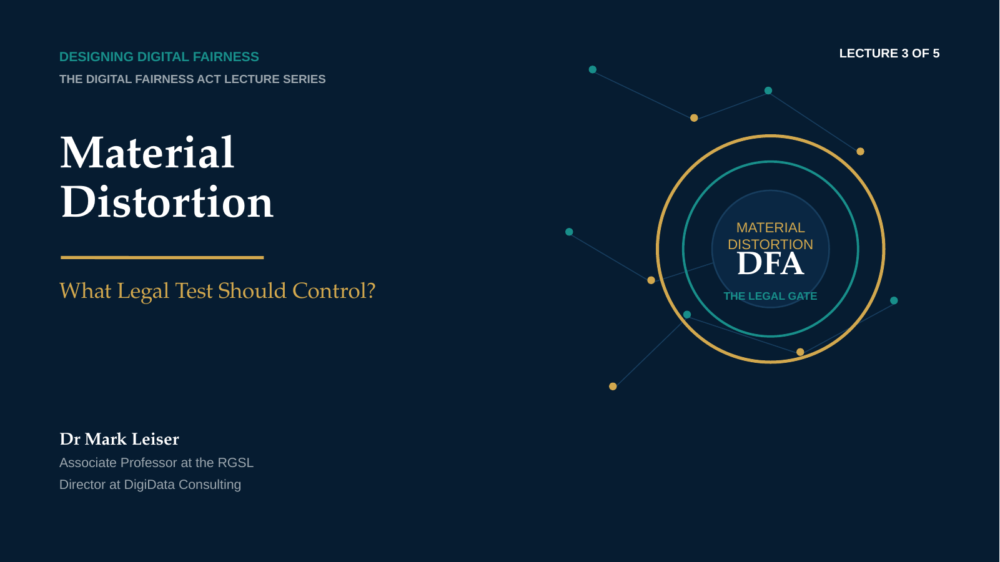 DESIGNING DIGITAL FAIRNESS
THE DIGITAL FAIRNESS ACT LECTURE SERIES
LECTURE 3 OF 5
Material
Distortion
What Legal Test Should Control?
MATERIAL
DISTORTION
DFA
THE LEGAL GATE
Dr Mark Leiser
Associate Professor at the RGSL
Director at DigiData Consulting